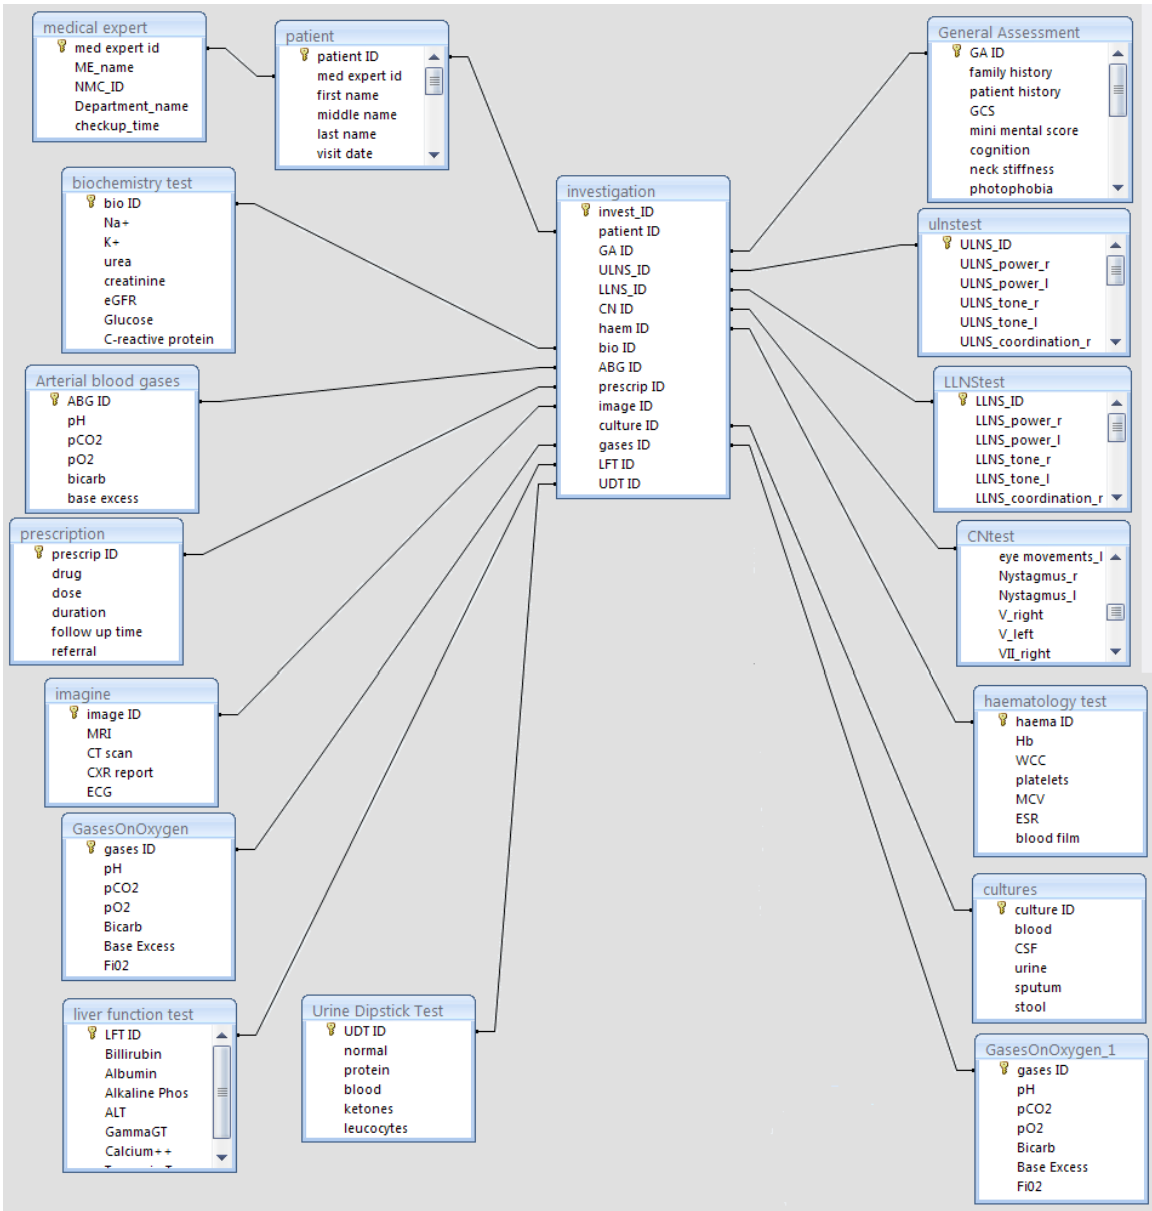 medical expert
med expert id
ME_name
NMC_ID
Department_name
checkup_time
patient
patient ID
med expert id
first name
middle name
last name
visit date
General Assessment
GA ID
family history
patient history
GCS
mini mental score
cognition
neck stiffness
photophobia
biochemistry test
bio ID
Na+
K+
urea
creatinine
eGFR
Glucose
C-reactive protein
investigation
invest_ID
patient ID
GA ID
ULNS_ID
LLNS_ID
CN ID
haem ID
bio ID
ABG ID
prescrip ID
image ID
culture ID
gases ID
LFT ID
UDT ID
ulnstest
ULNS_ID
ULNS_power_r
ULNS_power_l
ULNS_tone_r
ULNS_tone_l
ULNS_coordination_r
Arterial blood gases
ABG ID
pH
pCO2
pO2
bicarb
base excess
LLNStest
LLNS_ID
LLNS_power_r
LLNS_power_l
LLNS_tone_r
LLNS_tone_l
LLNS_coordination_r
prescription
prescrip ID
drug
dose
duration
follow up time
referral
CNtest
eye movements_l
Nystagmus_r
Nystagmus_l
V_right
V_left
VII_right
imagine
image ID
MRI
CT scan
CXR report
ECG
haematology test
haema ID
Hb
WCC
platelets
MCV
ESR
blood film
GasesOnOxygen
gases ID
pH
pCO2
pO2
Bicarb
Base Excess
Fi02
cultures
culture ID
blood
CSF
urine
sputum
stool
liver function test
LFT ID
Billirubin
Albumin
Alkaline Phos
ALT
GammaGT
Calcium++
Urine Dipstick Test
UDT ID
normal
protein
blood
ketones
leucocytes
GasesOnOxygen_1
gases ID
pH
pCO2
pO2
Bicarb
Base Excess
Fi02